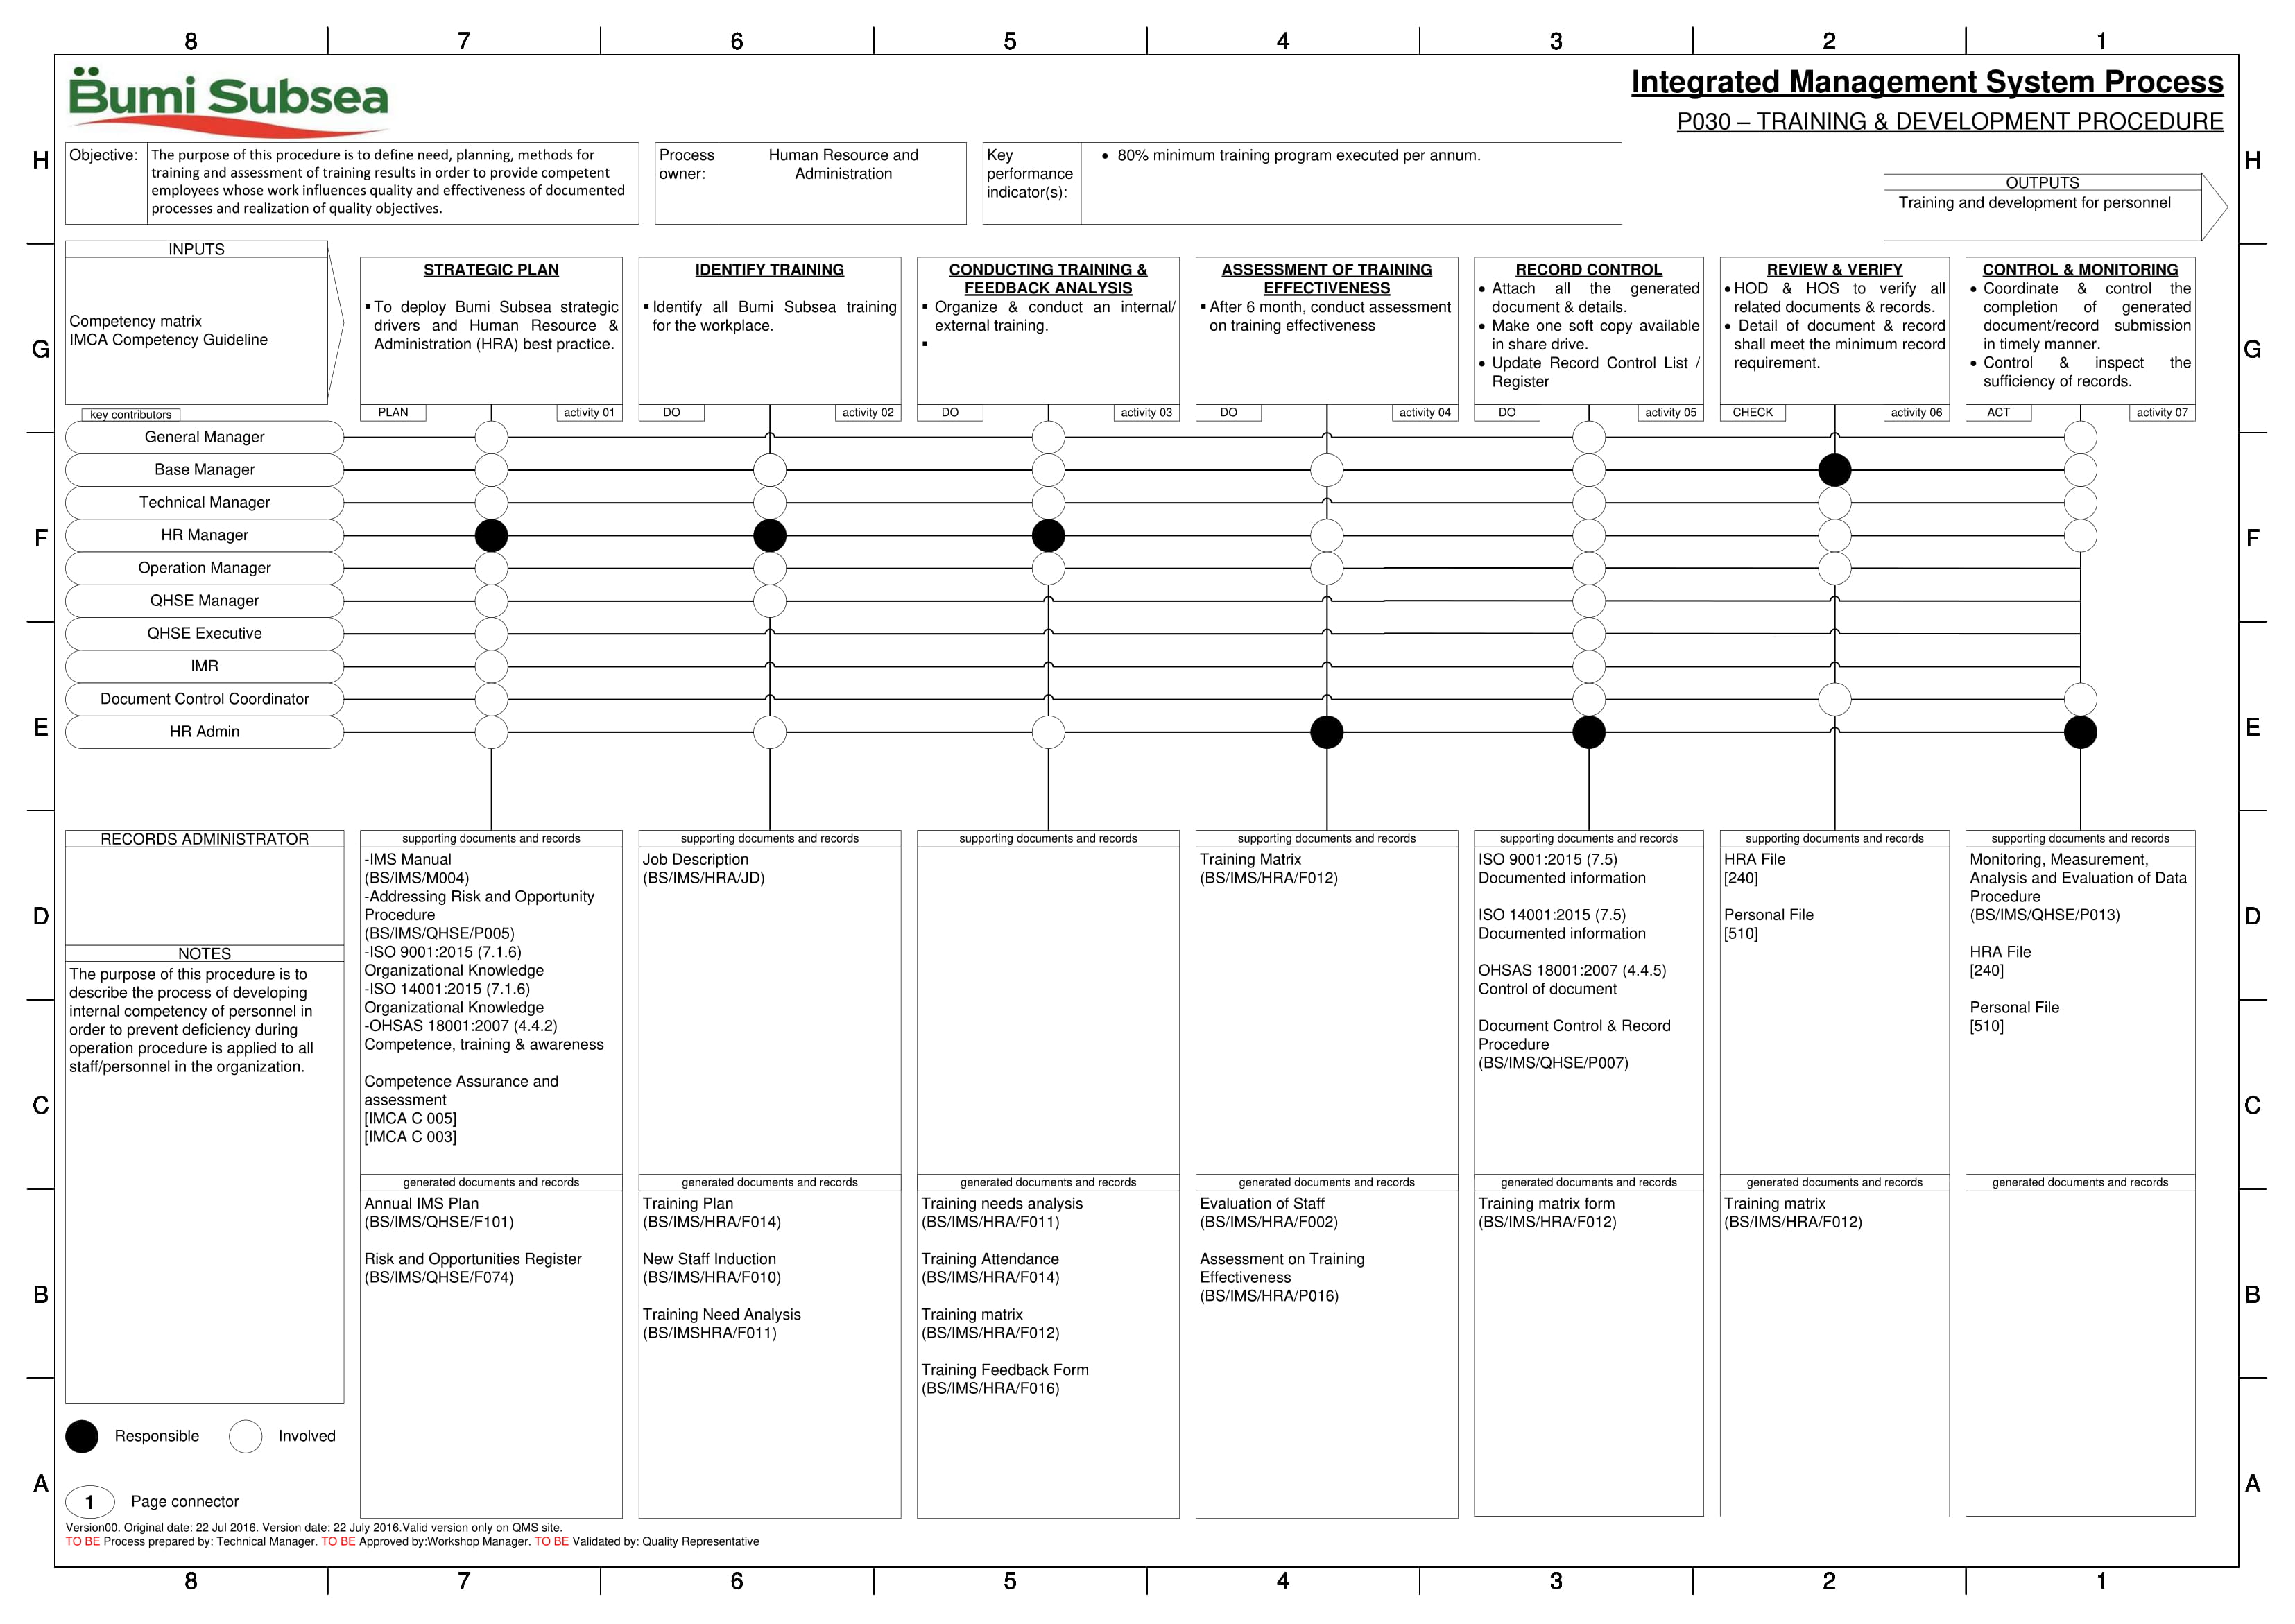 8 7 6 5 4 3 2 1
Bumi Subsea
Integrated Management System Process
P030 – TRAINING & DEVELOPMENT PROCEDURE
H
H
Objective:
The purpose of this procedure is to define need, planning, methods for
training and assessment of training results in order to provide competent
employees whose work influences quality and effectiveness of documented
processes and realization of quality objectives.
Process
owner:
Human Resource and
Administration
Key
performance
indicator(s):
• 80% minimum training program executed per annum.
OUTPUTS
Training and development for personnel
G
G
INPUTS
Competency matrix
IMCA Competency Guideline
STRATEGIC PLAN
▪ To deploy Bumi Subsea strategic
drivers and Human Resource &
Administration (HRA) best practice.
PLAN
activity 01
IDENTIFY TRAINING
▪ Identify all Bumi Subsea training
for the workplace.
DO
activity 02
CONDUCTING TRAINING &
FEEDBACK ANALYSIS
▪ Organize & conduct an internal/
external training.
▪
DO
activity 03
ASSESSMENT OF TRAINING
EFFECTIVENESS
▪ After 6 month, conduct assessment
on training effectiveness
DO
activity 04
RECORD CONTROL
• Attach all the generated
document & details.
• Make one soft copy available
in share drive.
• Update Record Control List /
Register
DO
activity 05
REVIEW & VERIFY
• HOD & HOS to verify all
related documents & records.
• Detail of document & record
shall meet the minimum record
requirement.
CHECK
activity 06
CONTROL & MONITORING
• Coordinate & control the
completion of generated
document/record submission
in timely manner.
• Control & inspect the
sufficiency of records.
ACT
activity 07
key contributors
General Manager
Base Manager
Technical Manager
F
HR Manager
F
Operation Manager
QHSE Manager
QHSE Executive
IMR
Document Control Coordinator
E
HR Admin
E
RECORDS ADMINISTRATOR
D
D
NOTES
The purpose of this procedure is to
describe the process of developing
internal competency of personnel in
order to prevent deficiency during
operation procedure is applied to all
staff/personnel in the organization.
supporting documents and records
-IMS Manual
(BS/IMS/M004)
-Addressing Risk and Opportunity
Procedure
(BS/IMS/QHSE/P005)
-ISO 9001:2015 (7.1.6)
Organizational Knowledge
-ISO 14001:2015 (7.1.6)
Organizational Knowledge
-OHSAS 18001:2007 (4.4.2)
Competence, training & awareness
Competence Assurance and
assessment
[IMCA C 005]
[IMCA C 003]
supporting documents and records
Job Description
(BS/IMS/HRA/JD)
supporting documents and records
supporting documents and records
Training Matrix
(BS/IMS/HRA/F012)
supporting documents and records
ISO 9001:2015 (7.5)
Documented information
ISO 14001:2015 (7.5)
Documented information
OHSAS 18001:2007 (4.4.5)
Control of document
Document Control & Record
Procedure
(BS/IMS/QHSE/P007)
supporting documents and records
HRA File
[240]
Personal File
[510]
supporting documents and records
Monitoring, Measurement,
Analysis and Evaluation of Data
Procedure
(BS/IMS/QHSE/P013)
HRA File
[240]
Personal File
[510]
C
C
generated documents and records
Annual IMS Plan
(BS/IMS/QHSE/F101)
Risk and Opportunities Register
(BS/IMS/QHSE/F074)
generated documents and records
Training Plan
(BS/IMS/HRA/F014)
New Staff Induction
(BS/IMS/HRA/F010)
Training Need Analysis
(BS/IMSHRA/F011)
generated documents and records
Training needs analysis
(BS/IMS/HRA/F011)
Training Attendance
(BS/IMS/HRA/F014)
Training matrix
(BS/IMS/HRA/F012)
Training Feedback Form
(BS/IMS/HRA/F016)
generated documents and records
Evaluation of Staff
(BS/IMS/HRA/F002)
Assessment on Training
Effectiveness
(BS/IMS/HRA/P016)
generated documents and records
Training matrix form
(BS/IMS/HRA/F012)
generated documents and records
Training matrix
(BS/IMS/HRA/F012)
generated documents and records
B
B
Responsible
Involved
A
A
1
Page connector
Version00. Original date: 22 Jul 2016. Version date: 22 July 2016.Valid version only on QMS site.
TO BE Process prepared by: Technical Manager. TO BE Approved by:Workshop Manager. TO BE Validated by: Quality Representative
8 7 6 5 4 3 2 1